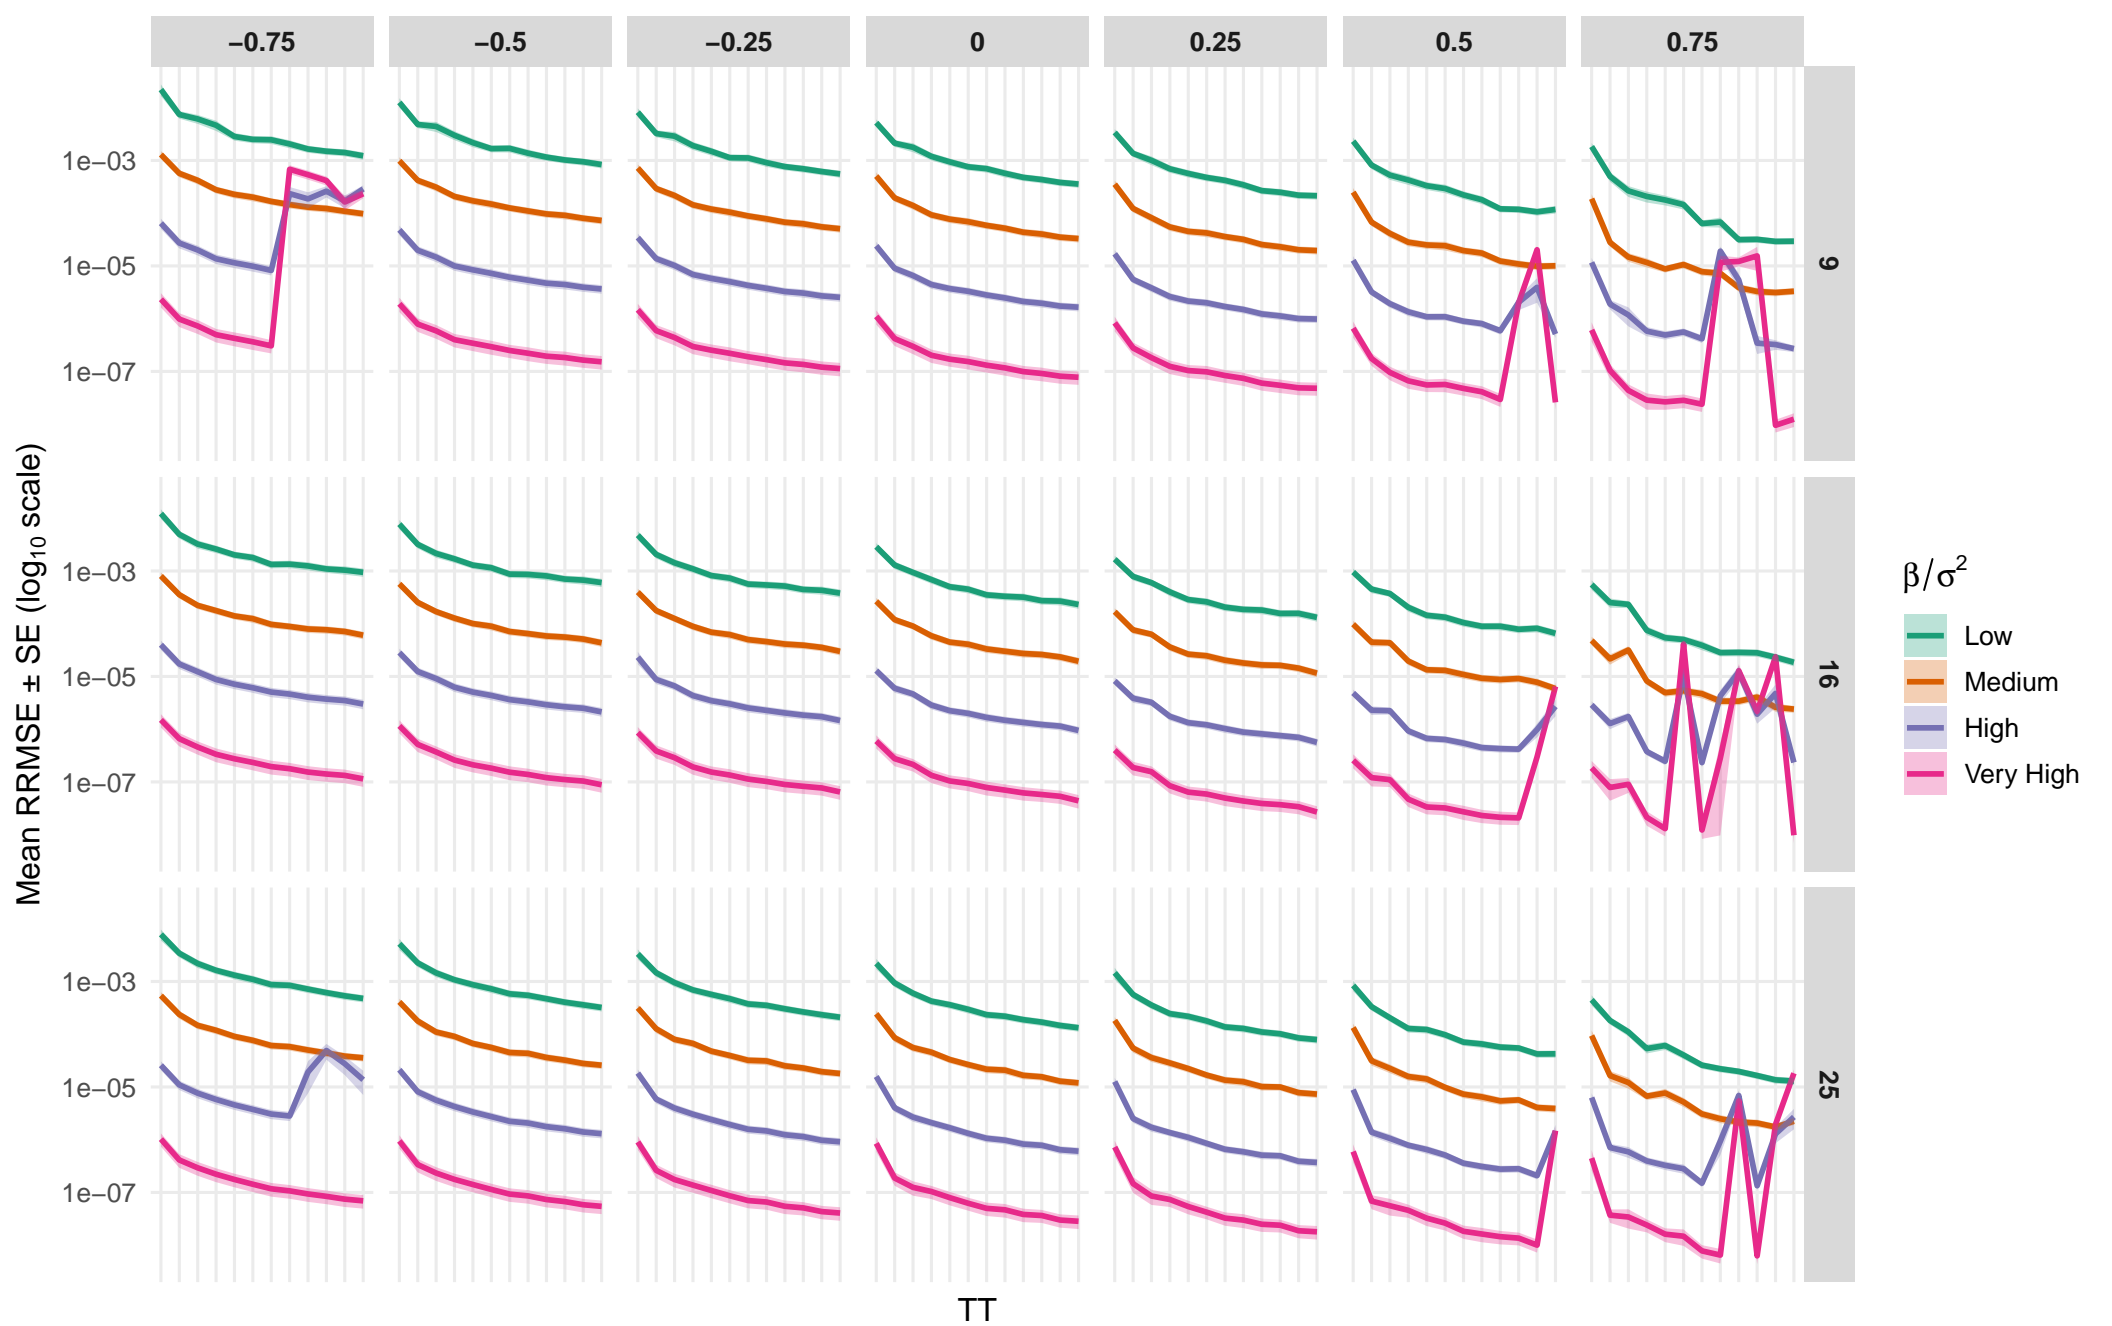 −0.75 −0.5 −0.25 0 0.25 0.5 0.75
1e−03
1e−05
1e−07
9
1e−03
1e−05
1e−07
16
1e−03
1e−05
1e−07
25
Mean RRMSE ± SE (log₁₀ scale)
TT
β/σ²
Low
Medium
High
Very High